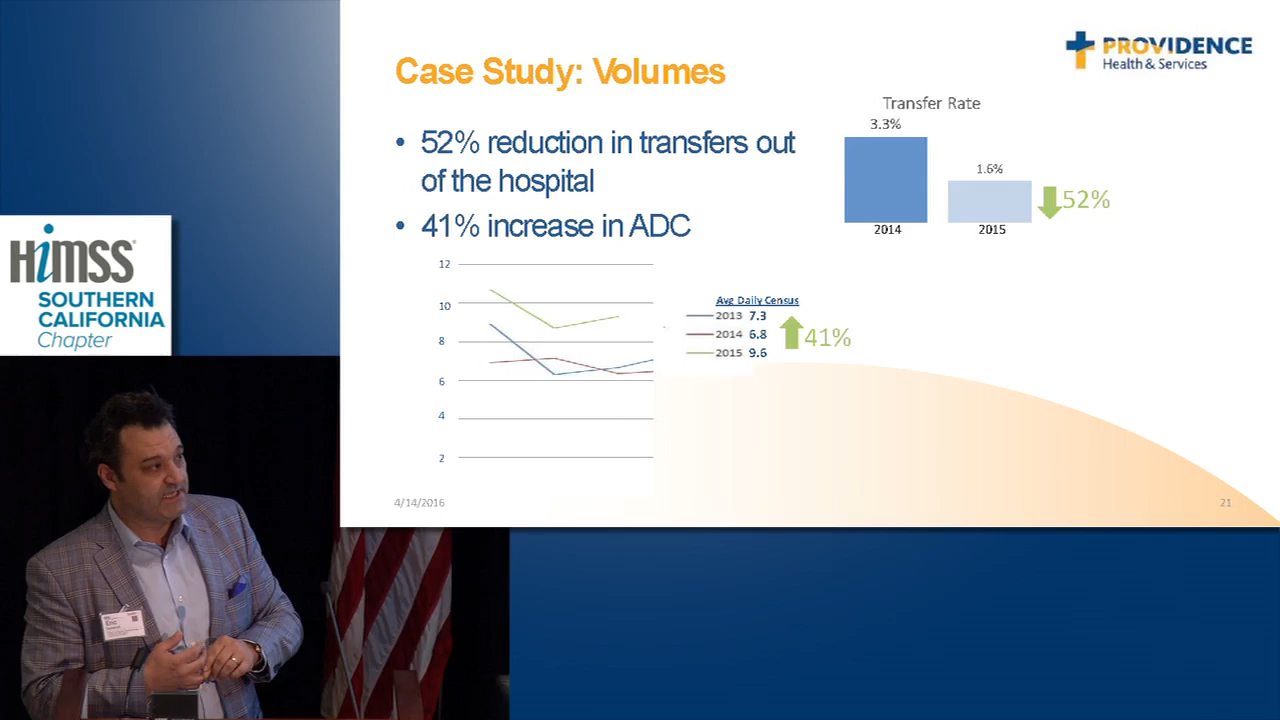 PROVIDENCE
Health & Services
Case Study: Volumes
• 52% reduction in transfers out
of the hospital
• 41% increase in ADC
Transfer Rate
3.3%
1.6%
52%
2014
2015
12
10
8
6
4
2
Avg Daily Census
2013 7.3
2014 6.8
2015 9.6
41%
4/14/2016
21
HiMSS
SOUTHERN
CALIFORNIA
Chapter
Eric